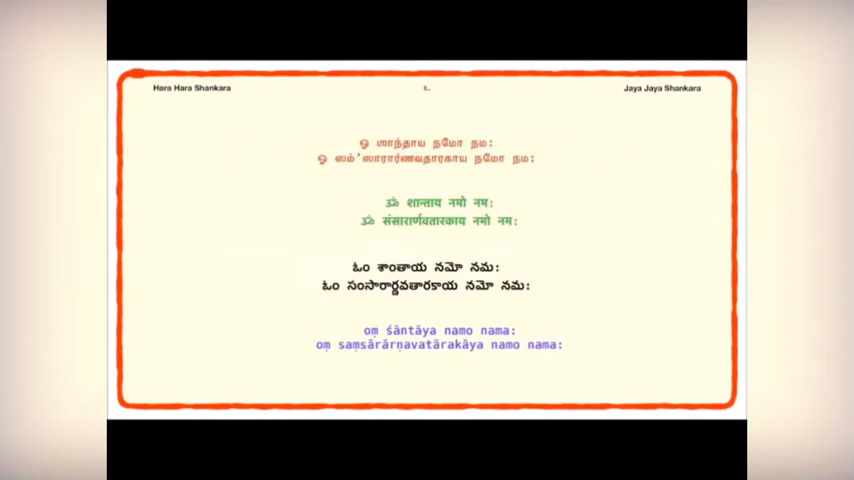 Hara Hara Shankara
Jaya Jaya Shankara
ஓ ஶாந்தாய நமோ நம:
ஓ ஸம்ʼஸாரார்ணவதாரகாய நமோ நம:
ॐ शान्ताय नमो नम:
ॐ संसारार्णवतारकाय नमो नम:
ఓం శాంతాయ నమో నమ:
ఓం సంసారార్ణవతారకాయ నమో నమ:
oṃ śāntāya namo nama:
oṃ saṃsārārṇavatārakāya namo nama: